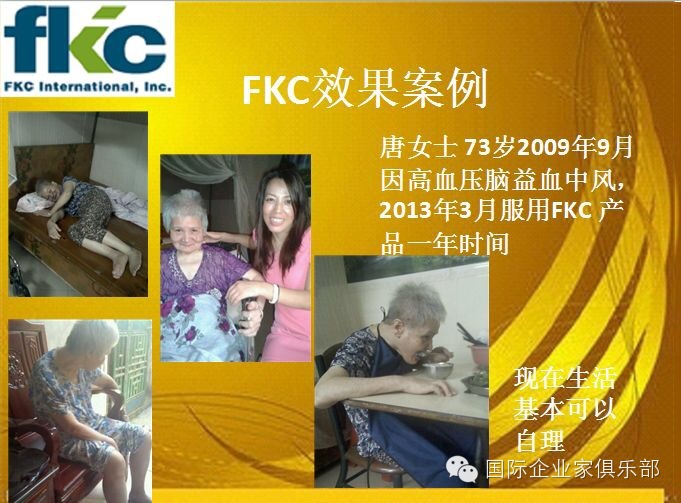 fkc
FKC International, Inc.
FKC效果案例
唐女士 73岁2009年9月
因高血压脑益血中风，
2013年3月服用FKC 产
品一年时间
现在生活
基本可以
自理
国际企业家俱乐部